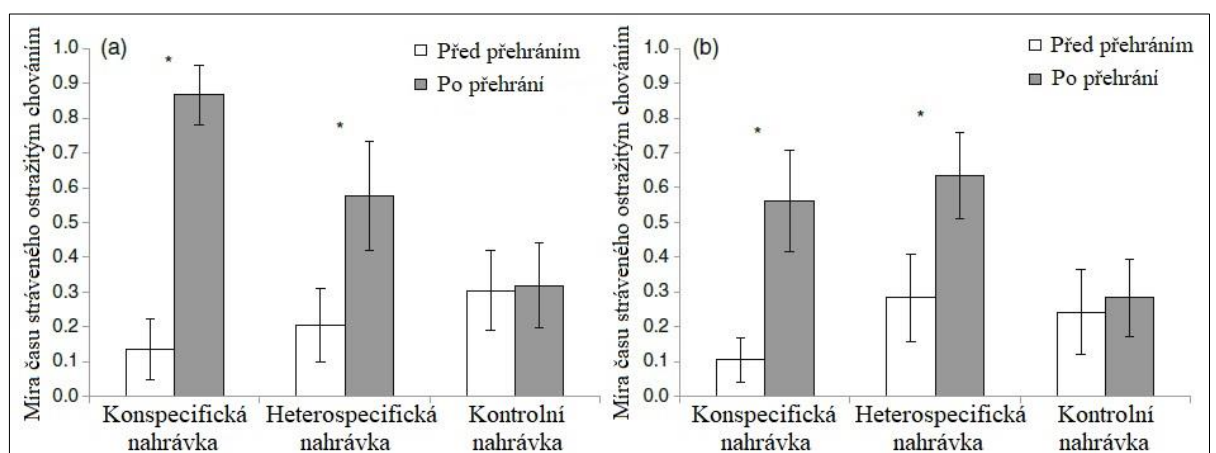 Míra času stráveného ostražitým chováním
(a)
Před přehráním
Po přehrání
1.0
0.9
0.8
0.7
0.6
0.5
0.4
0.3
0.2
0.1
0.0
*
*
Konspecifická
nahrávka
Heterospecifická
nahrávka
Kontrolní
nahrávka
Míra času stráveného ostražitým chováním
(b)
Před přehráním
Po přehrání
1.0
0.9
0.8
0.7
0.6
0.5
0.4
0.3
0.2
0.1
0.0
*
*
Konspecifická
nahrávka
Heterospecifická
nahrávka
Kontrolní
nahrávka